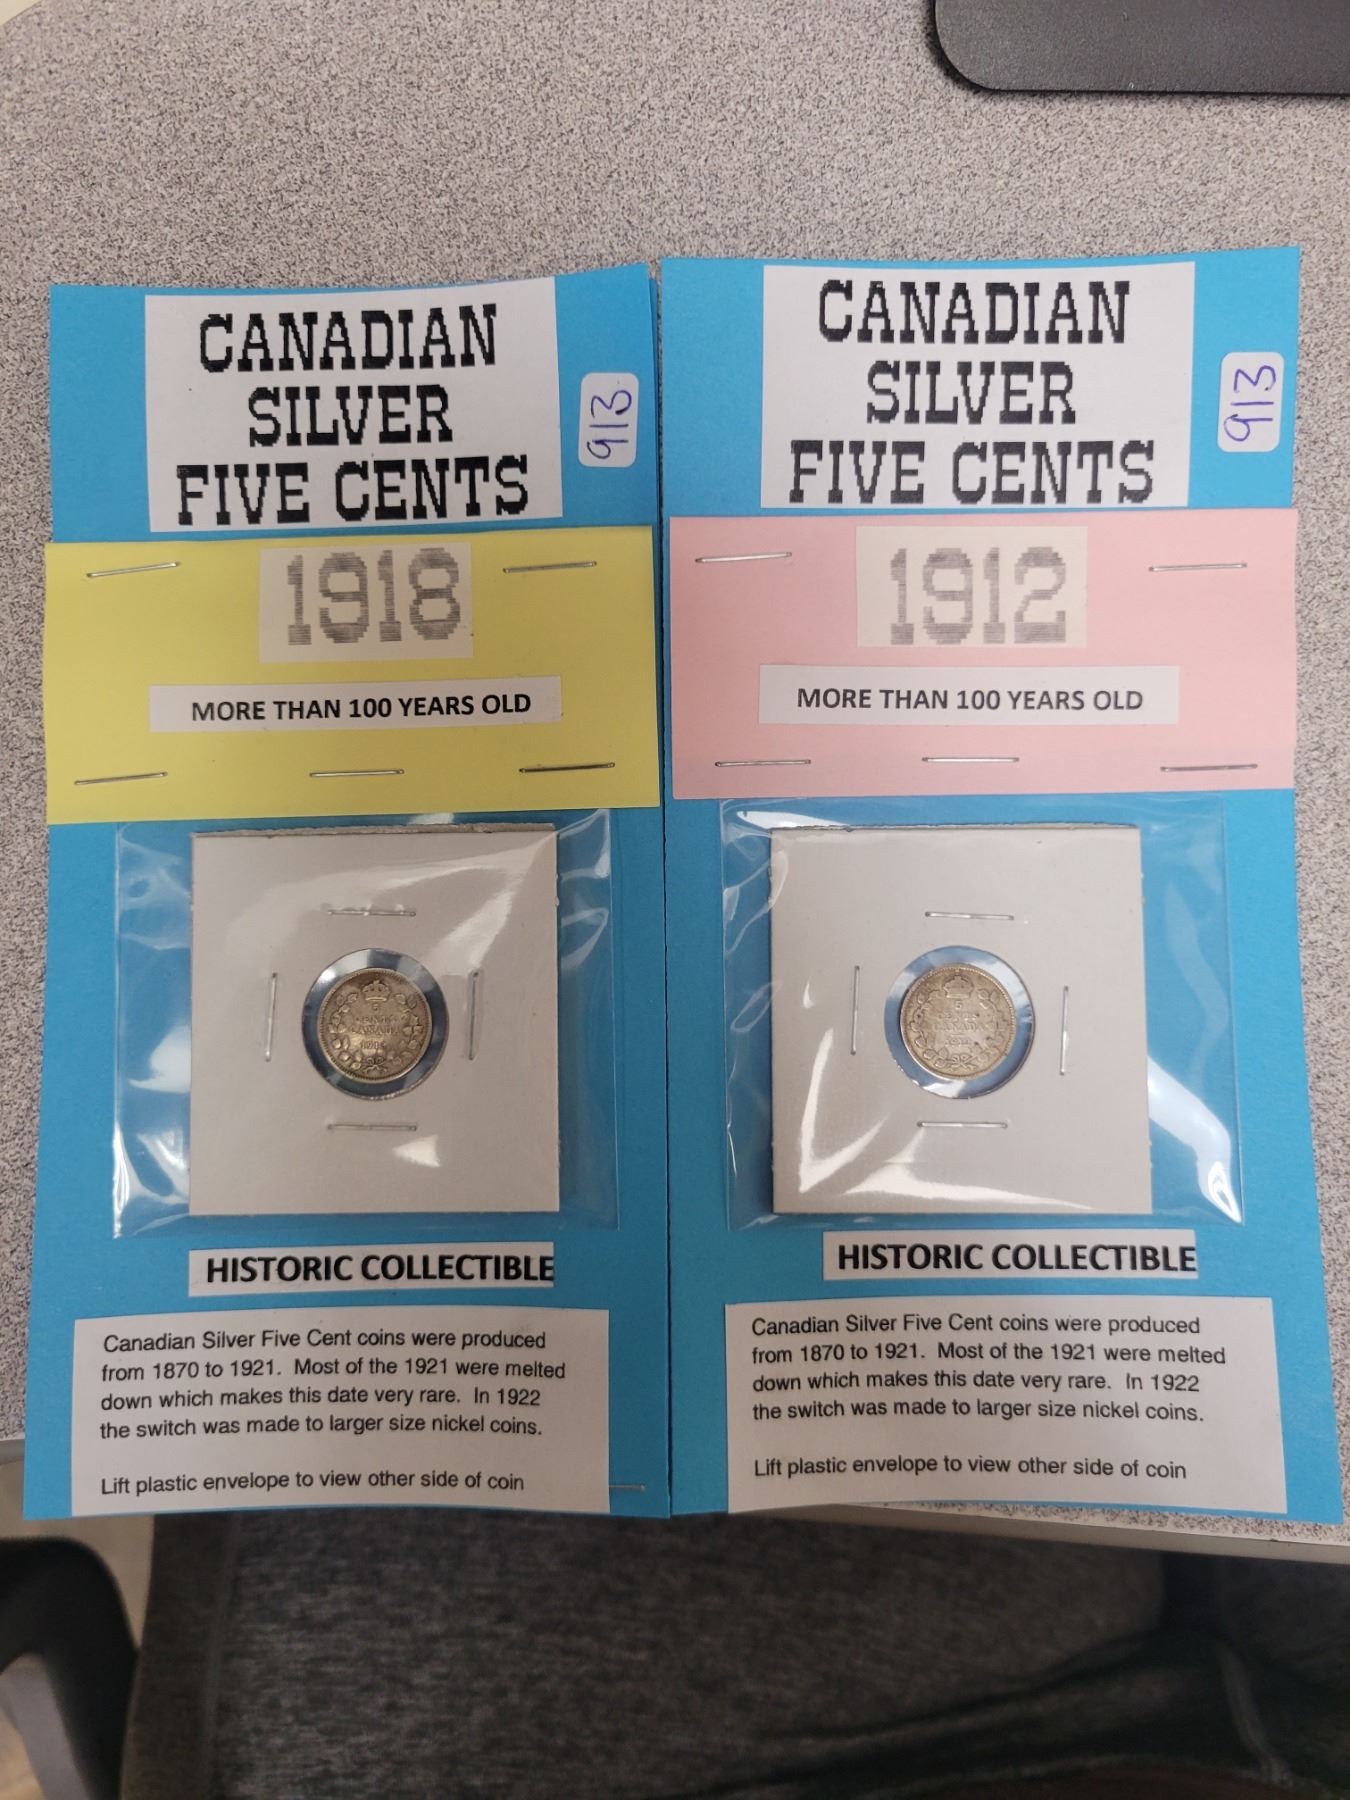 CANADIAN
SILVER
FIVE CENTS
913
1918
MORE THAN 100 YEARS OLD
5
CENTS
CANADA
HISTORIC COLLECTIBLE
Canadian Silver Five Cent coins were produced
from 1870 to 1921. Most of the 1921 were melted
down which makes this date very rare. In 1922
the switch was made to larger size nickel coins.
Lift plastic envelope to view other side of coin
CANADIAN
SILVER
FIVE CENTS
913
1912
MORE THAN 100 YEARS OLD
5
CENTS
CANADA
HISTORIC COLLECTIBLE
Canadian Silver Five Cent coins were produced
from 1870 to 1921. Most of the 1921 were melted
down which makes this date very rare. In 1922
the switch was made to larger size nickel coins.
Lift plastic envelope to view other side of coin